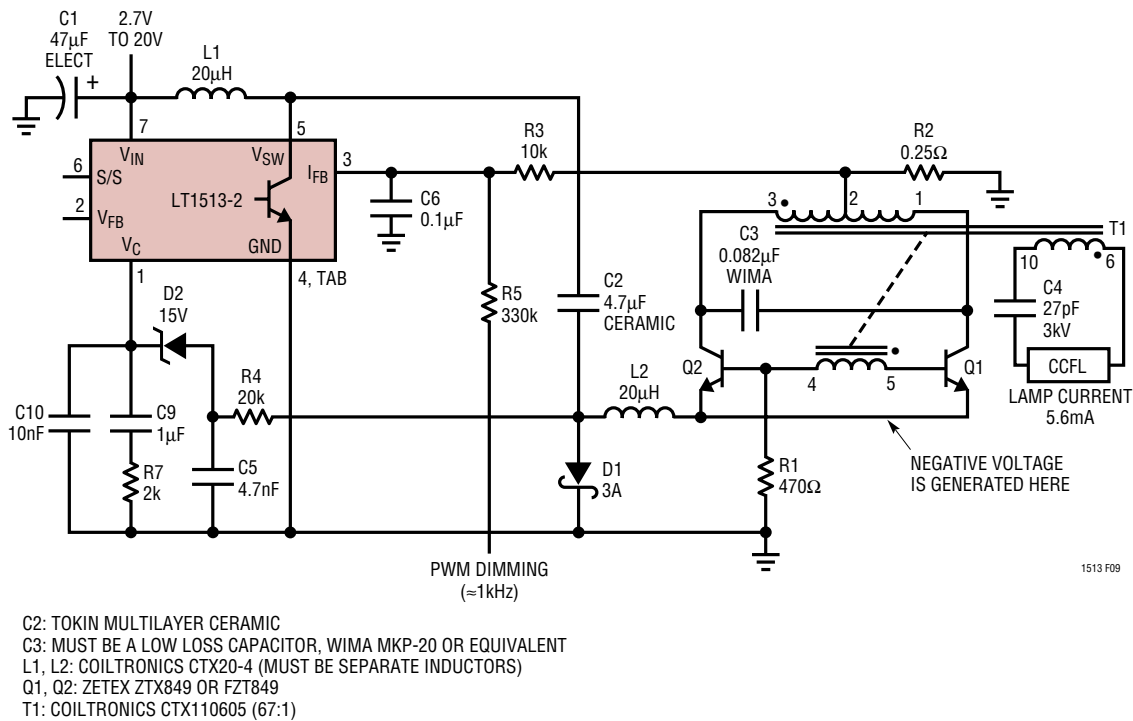 C1
47µF
ELECT
+
2.7V
TO 20V
L1
20µH
7
5
6
2
3
V_IN
S/S
V_FB
V_C
V_SW
LT1513-2
I_FB
GND
1
4, TAB
R3
10k
R2
0.25Ω
C6
0.1µF
3
2
1
T1
C3
0.082µF
WIMA
10
6
C4
27pF
3kV
CCFL
LAMP CURRENT
5.6mA
D2
15V
R5
330k
C2
4.7µF
CERAMIC
Q2
4
5
Q1
L2
20µH
R4
20k
C10
10nF
C9
1µF
R7
2k
C5
4.7nF
D1
3A
R1
470Ω
NEGATIVE VOLTAGE
IS GENERATED HERE
PWM DIMMING
(≈1kHz)
1513 F09
C2: TOKIN MULTILAYER CERAMIC
C3: MUST BE A LOW LOSS CAPACITOR, WIMA MKP-20 OR EQUIVALENT
L1, L2: COILTRONICS CTX20-4 (MUST BE SEPARATE INDUCTORS)
Q1, Q2: ZETEX ZTX849 OR FZT849
T1: COILTRONICS CTX110605 (67:1)